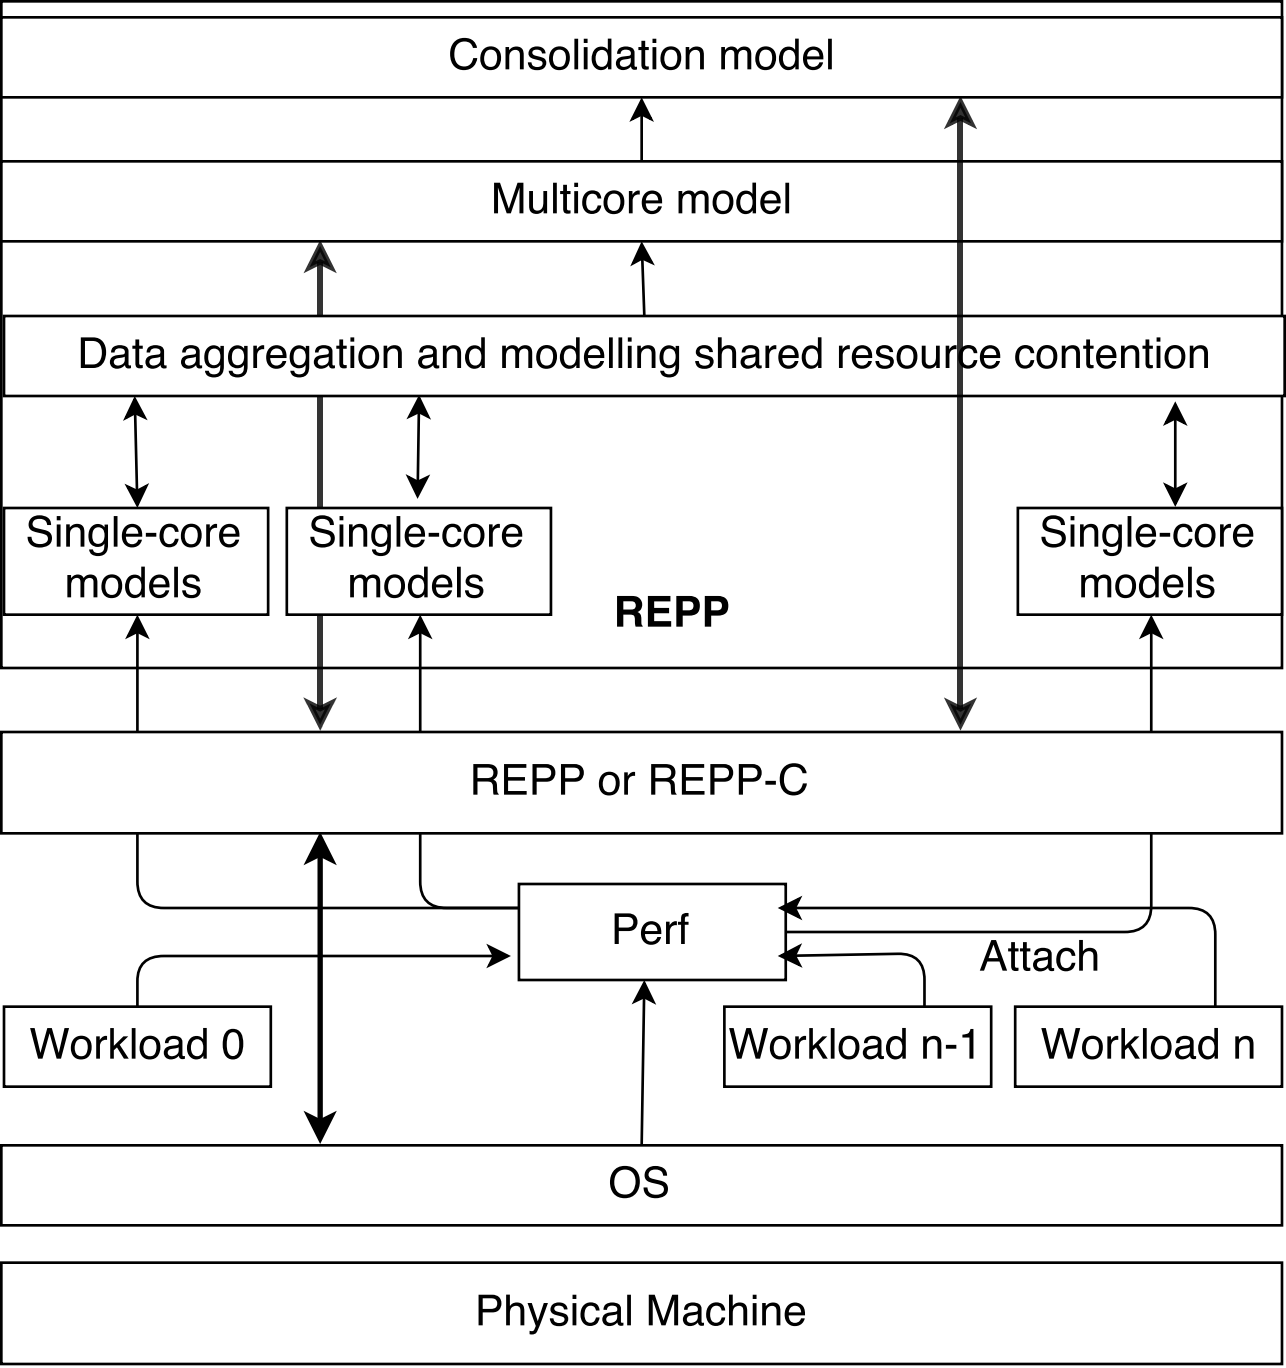 Consolidation model
Multicore model
Data aggregation and modelling shared resource contention
Single-core
models
Single-core
models
Single-core
models
REPP
REPP or REPP-C
Perf
Attach
Workload 0
Workload n-1
Workload n
OS
Physical Machine